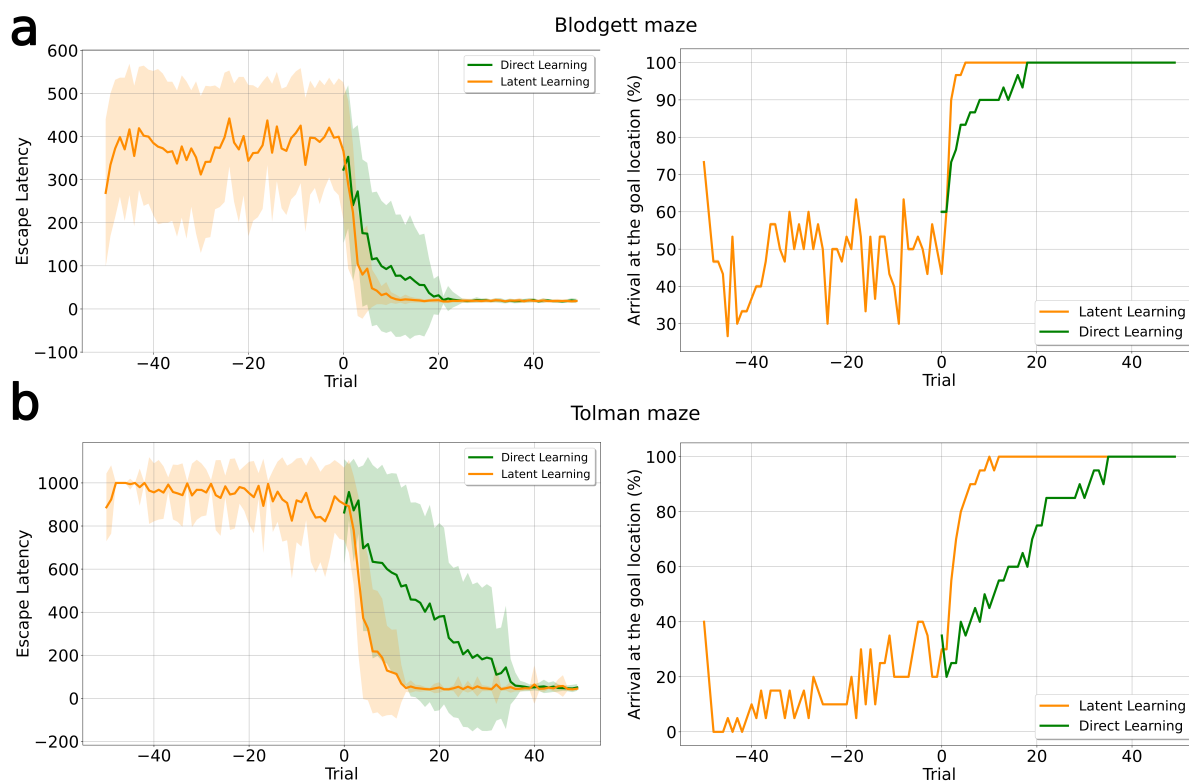 a
Blodgett maze
600
500
400
300
200
100
0
−100
−40
−20
0
20
40
Trial
Escape Latency
Direct Learning
Latent Learning
100
90
80
70
60
50
40
30
−40
−20
0
20
40
Trial
Arrival at the goal location (%)
Latent Learning
Direct Learning
b
Tolman maze
1000
800
600
400
200
0
−200
−40
−20
0
20
40
Trial
Escape Latency
Direct Learning
Latent Learning
100
80
60
40
20
0
−40
−20
0
20
40
Trial
Arrival at the goal location (%)
Latent Learning
Direct Learning